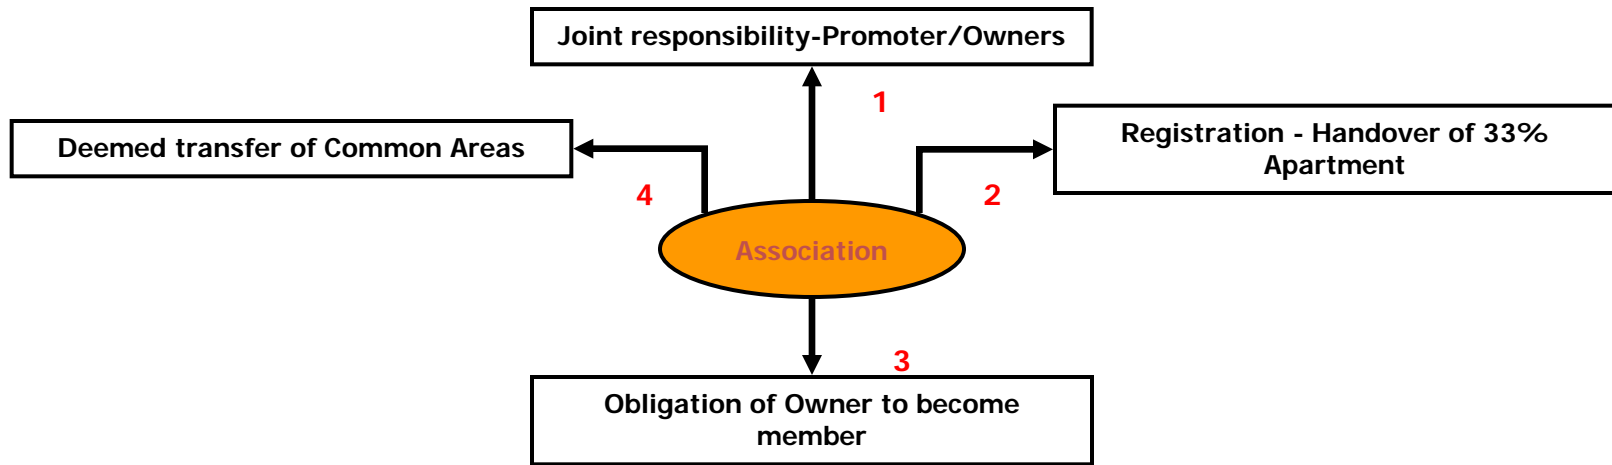 Joint responsibility-Promoter/Owners
1
Registration - Handover of 33%
Apartment
Deemed transfer of Common Areas
4
2
Association
3
Obligation of Owner to become
member